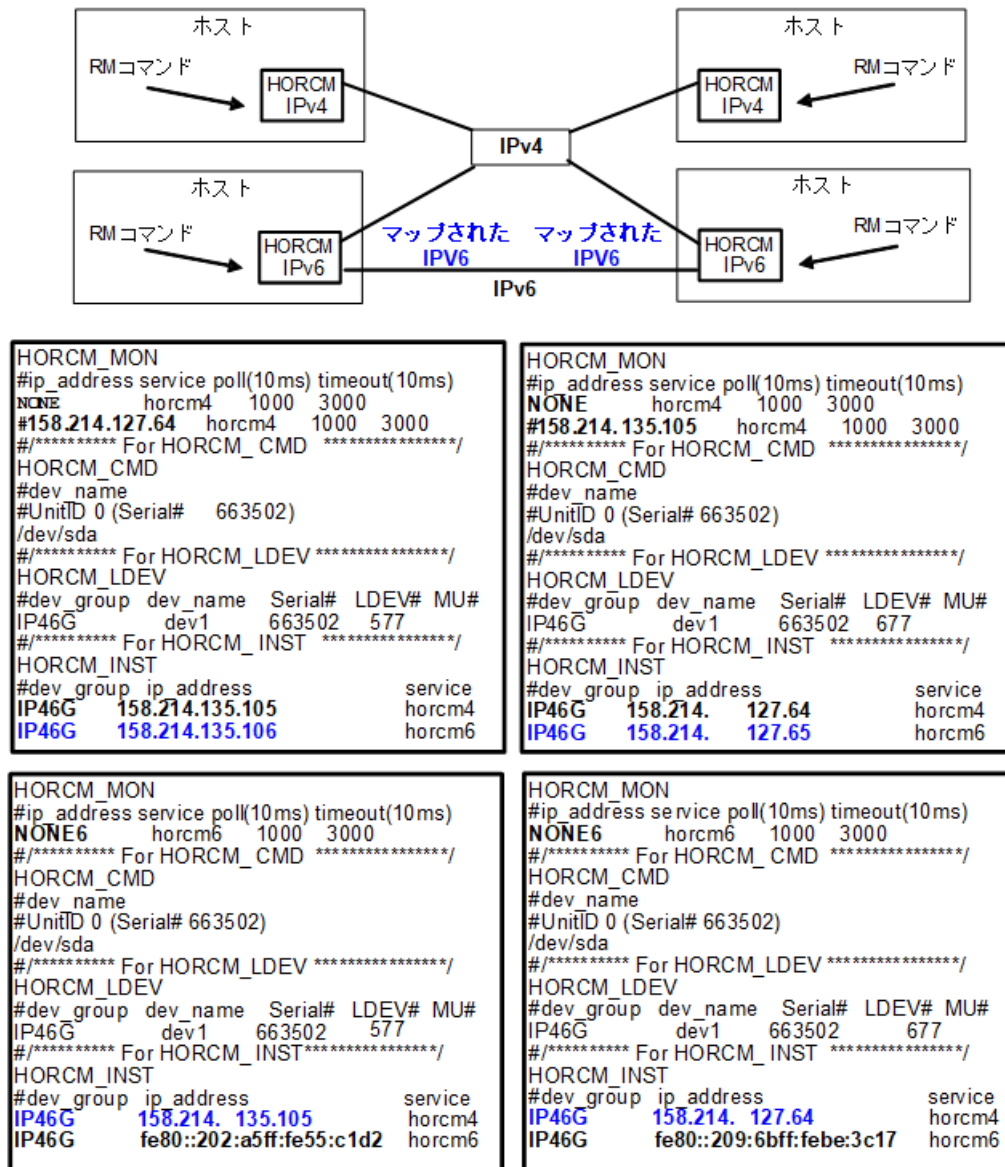 ホスト
RMコマンド
HORCM
IPv4
ホスト
RMコマンド
HORCM
IPv4
IPv4
ホスト
RMコマンド
HORCM
IPv6
マップされた
IPV6
マップされた
IPV6
IPv6
ホスト
RMコマンド
HORCM
IPv6
HORCM_MON
#ip_address service poll(10ms) timeout(10ms)
NONE horcm4 1000 3000
#158.214.127.64 horcm4 1000 3000
#/********** For HORCM_ CMD *****************/
HORCM_CMD
#dev_name
#UnitID 0 (Serial# 663502)
/dev/sda
#/********** For HORCM_LDEV ****************/
HORCM_LDEV
#dev_group dev_name Serial# LDEV# MU#
IP46G dev1 663502 577
#/********** For HORCM_ INST ****************/
HORCM_INST
#dev_group ip_address service
IP46G 158.214.135.105 horcm4
IP46G 158.214.135.106 horcm6
HORCM_MON
#ip_address service poll(10ms) timeout(10ms)
NONE horcm4 1000 3000
#158.214.135.105 horcm4 1000 3000
#/********** For HORCM_ CMD ****************/
HORCM_CMD
#dev_name
#UnitID 0 (Serial# 663502)
/dev/sda
#/********** For HORCM_LDEV ****************/
HORCM_LDEV
#dev_group dev_name Serial# LDEV# MU#
IP46G dev1 663502 677
#/********** For HORCM_ INST ****************/
HORCM_INST
#dev_group ip_address service
IP46G 158.214. 127.64 horcm4
IP46G 158.214. 127.65 horcm6
HORCM_MON
#ip_address service poll(10ms) timeout(10ms)
NONE6 horcm6 1000 3000
#/********** For HORCM_ CMD ****************/
HORCM_CMD
#dev_name
#UnitID 0 (Serial# 663502)
/dev/sda
#/********** For HORCM_LDEV ****************/
HORCM_LDEV
#dev_group dev_name Serial# LDEV# MU#
IP46G dev1 663502 577
#/********** For HORCM_ INST****************/
HORCM_INST
#dev_group ip_address service
IP46G 158.214. 135.105 horcm4
IP46G fe80::202:a5ff:fe55:c1d2 horcm6
HORCM_MON
#ip_address service poll(10ms) timeout(10ms)
NONE6 horcm6 1000 3000
#/********** For HORCM_ CMD ****************/
HORCM_CMD
#dev_name
#UnitID 0 (Serial# 663502)
/dev/sda
#/********** For HORCM_LDEV ****************/
HORCM_LDEV
#dev_group dev_name Serial# LDEV# MU#
IP46G dev1 663502 677
#/********** For HORCM_ INST ****************/
HORCM_INST
#dev_group ip_address service
IP46G 158.214. 127.64 horcm4
IP46G fe80::209:6bff:febe:3c17 horcm6